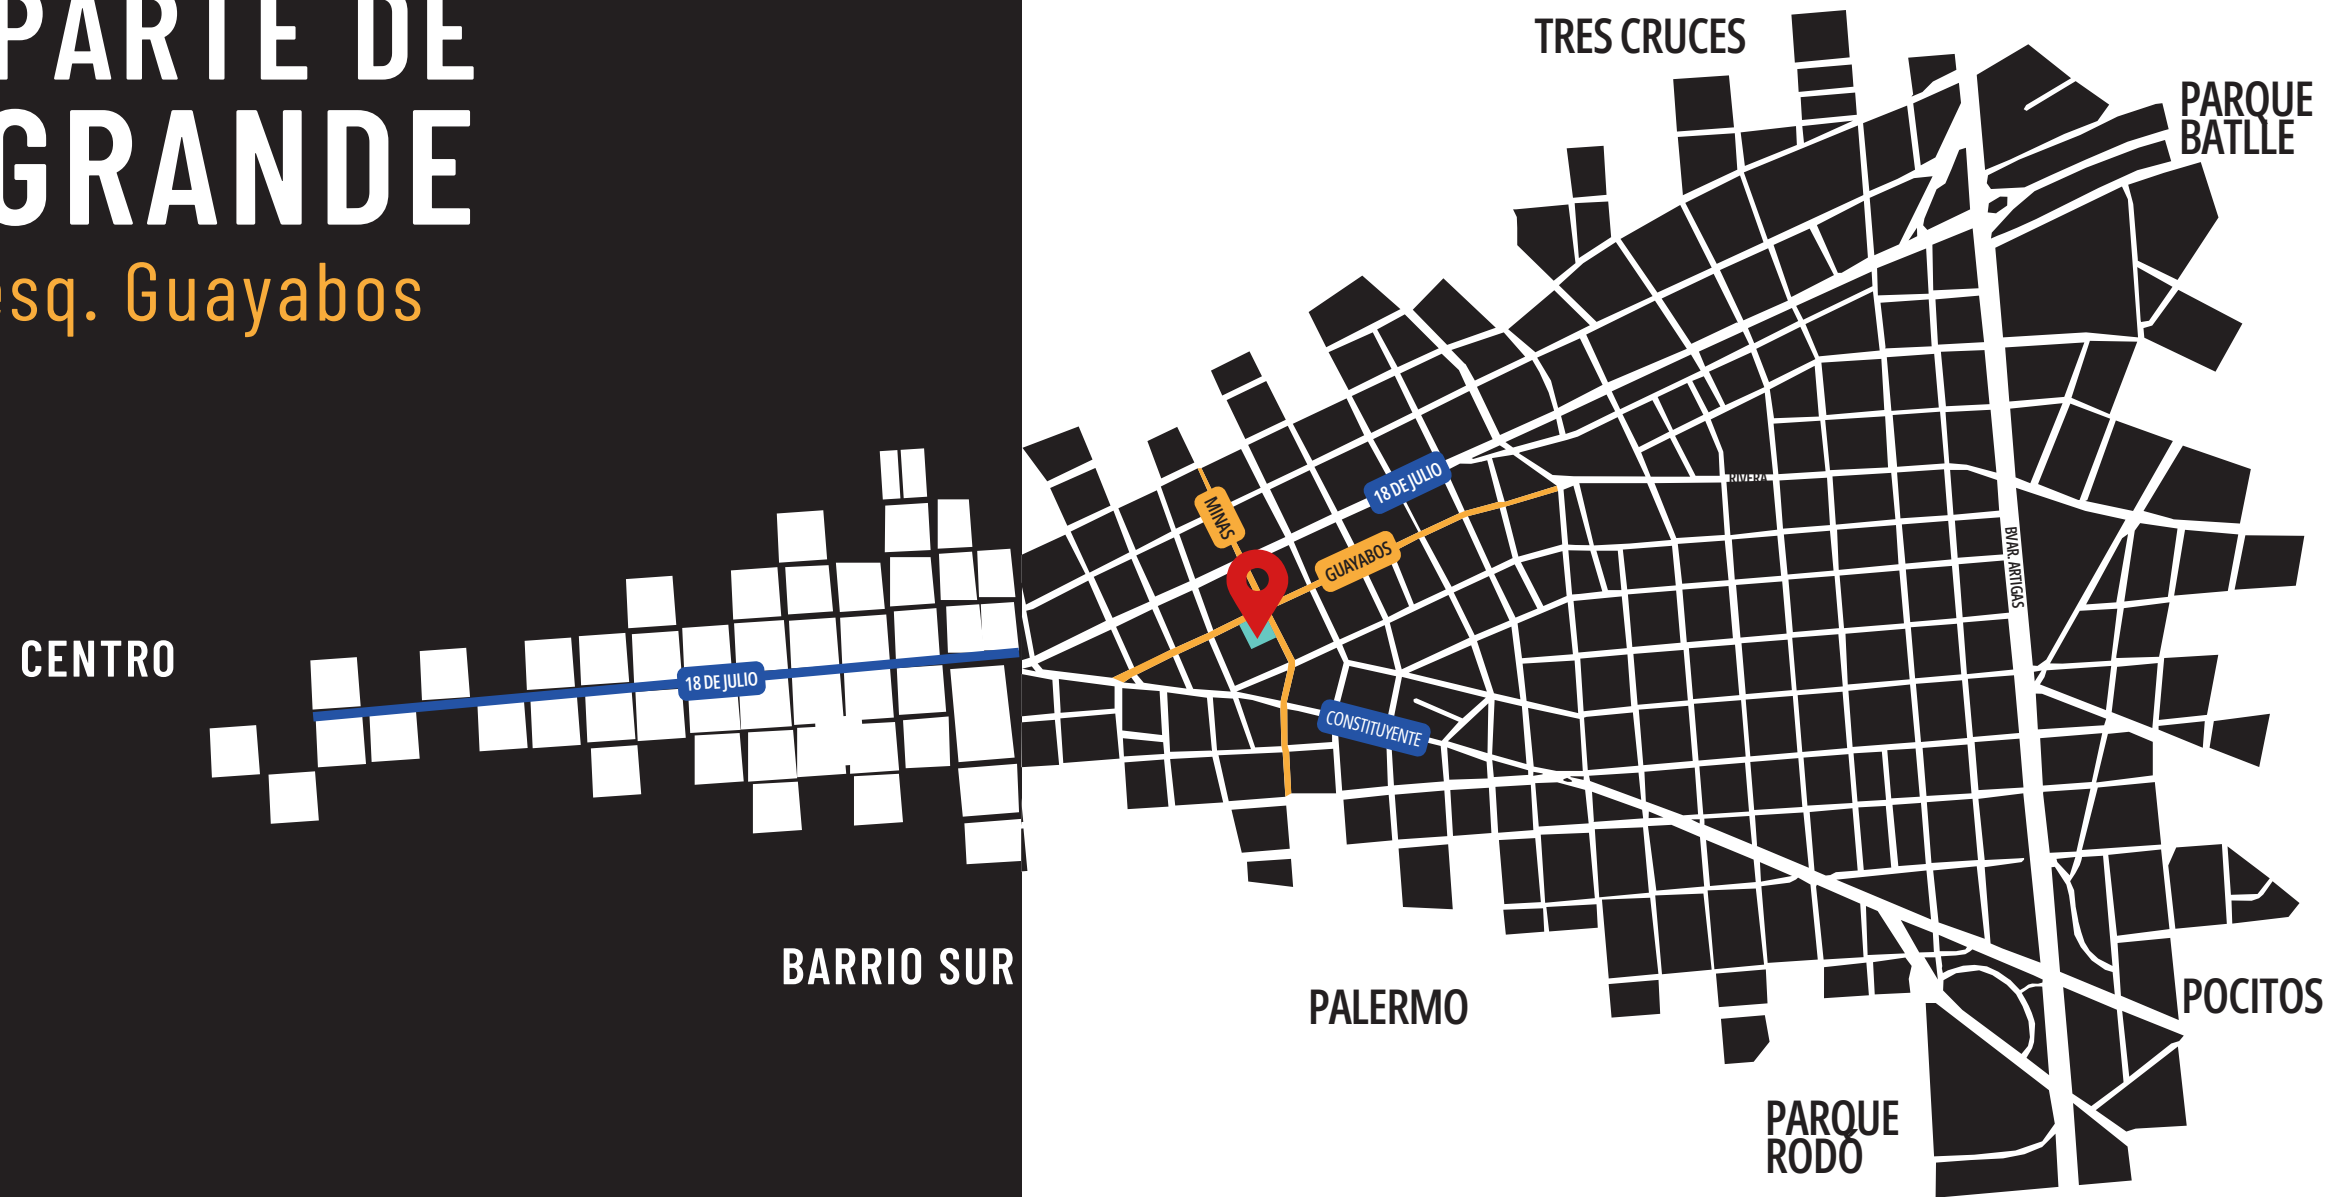 PARTE DE
GRANDE
esq. Guayabos
CENTRO
18 DE JULIO
BARRIO SUR
TRES CRUCES
PARQUE
BATLLE
MINAS
18 DE JULIO
GUAYABOS
RIVERA
BVAR. ARTIGAS
CONSTITUYENTE
PALERMO
POCITOS
PARQUE
RODÓ